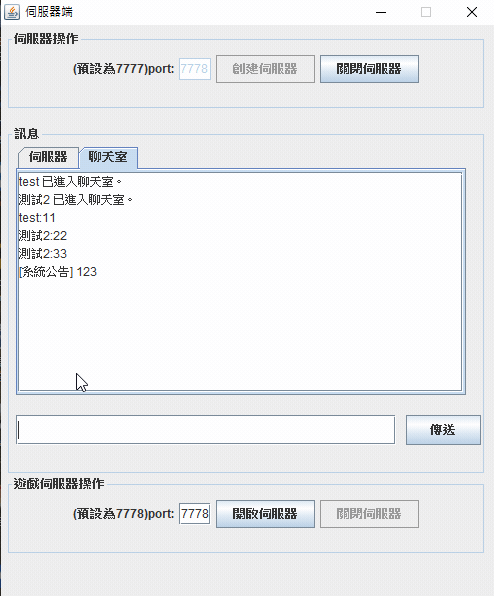 伺服器端
伺服器操作
(預設為7777)port: 7778 創建伺服器 關閉伺服器
訊息
伺服器 聊天室
test 已進入聊天室。
測試2 已進入聊天室。
test:11
測試2:22
測試2:33
[系統公告] 123
傳送
遊戲伺服器操作
(預設為7778)port: 7778 開啟伺服器 關閉伺服器